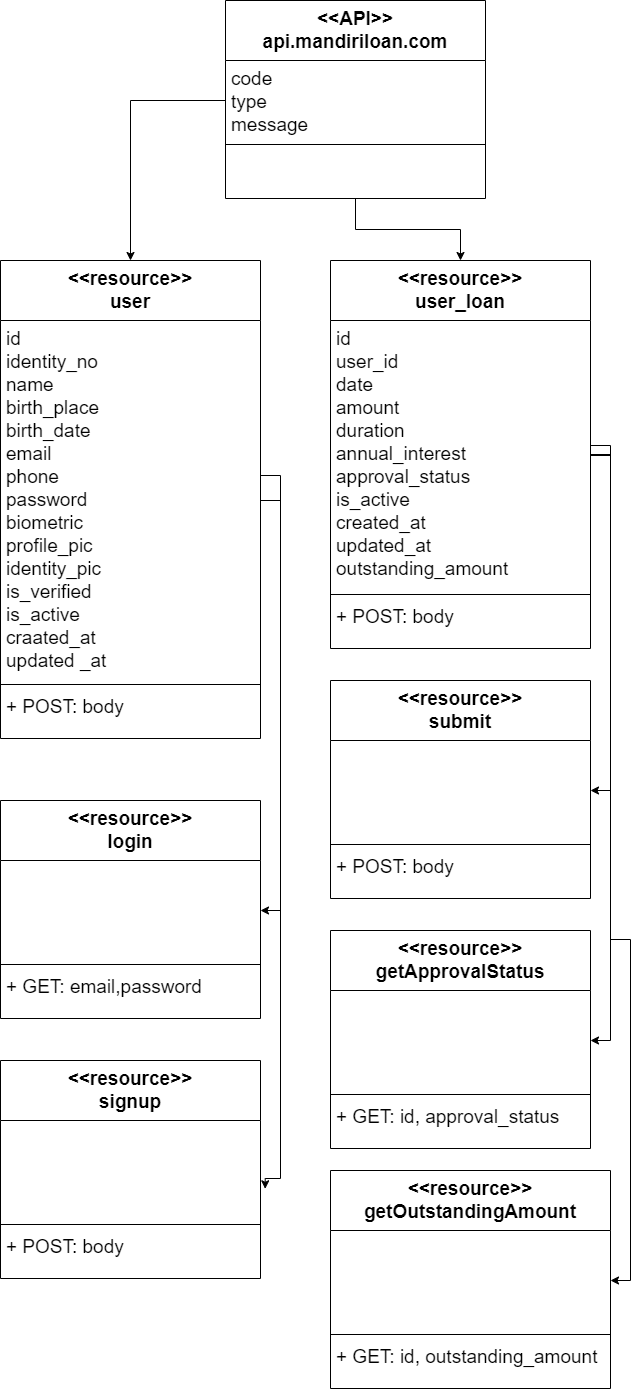 <<API>>
api.mandiriloan.com
code
type
message
<<resource>>
user
id
identity_no
name
birth_place
birth_date
email
phone
password
biometric
profile_pic
identity_pic
is_verified
is_active
craated_at
updated _at
+ POST: body
<<resource>>
user_loan
id
user_id
date
amount
duration
annual_interest
approval_status
is_active
created_at
updated_at
outstanding_amount
+ POST: body
<<resource>>
login
+ GET: email,password
<<resource>>
signup
+ POST: body
<<resource>>
submit
+ POST: body
<<resource>>
getApprovalStatus
+ GET: id, approval_status
<<resource>>
getOutstandingAmount
+ GET: id, outstanding_amount